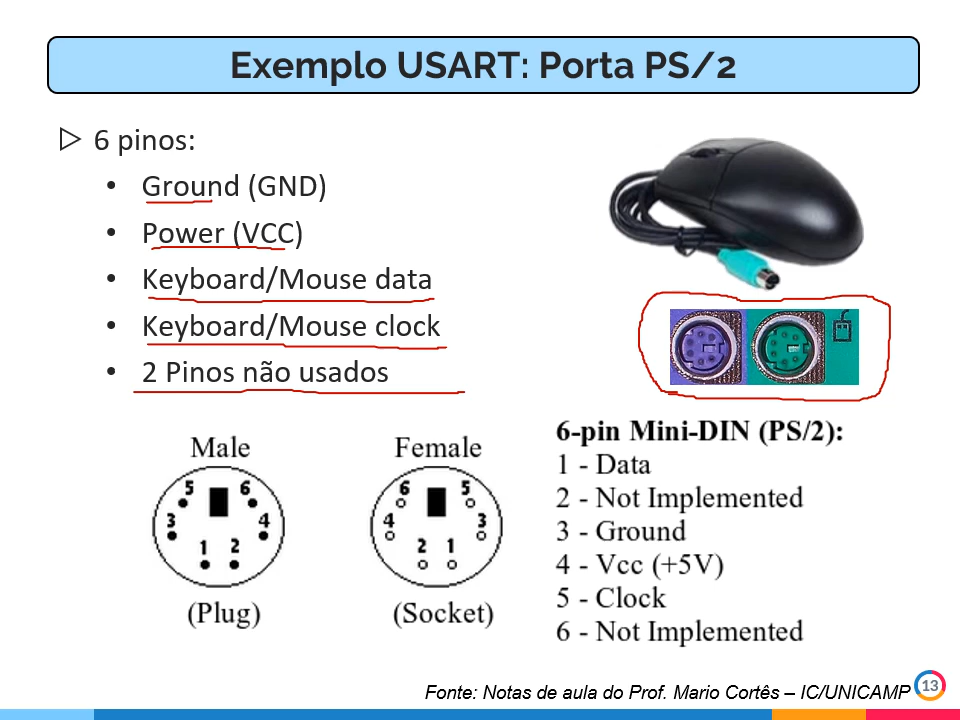 Exemplo USART: Porta PS/2
6 pinos:
• Ground (GND)
• Power (VCC)
• Keyboard/Mouse data
• Keyboard/Mouse clock
• 2 Pinos não usados
Male
5 6
3 4
1 2
(Plug)
Female
6 5
4 3
2 1
(Socket)
6-pin Mini-DIN (PS/2):
1 - Data
2 - Not Implemented
3 - Ground
4 - Vcc (+5V)
5 - Clock
6 - Not Implemented
Fonte: Notas de aula do Prof. Mario Cortês – IC/UNICAMP
13